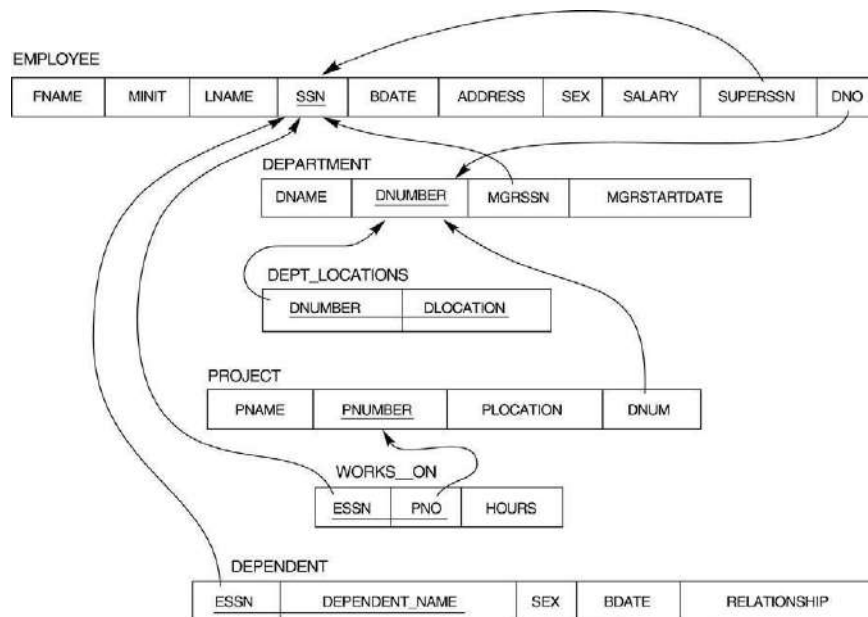 EMPLOYEE
FNAME MINIT LNAME SSN BDATE ADDRESS SEX SALARY SUPERSSN DNO
DEPARTMENT
DNAME DNUMBER MGRSSN MGRSTARTDATE
DEPT_LOCATIONS
DNUMBER DLOCATION
PROJECT
PNAME PNUMBER PLOCATION DNUM
WORKS__ON
ESSN PNO HOURS
DEPENDENT
ESSN DEPENDENT_NAME SEX BDATE RELATIONSHIP